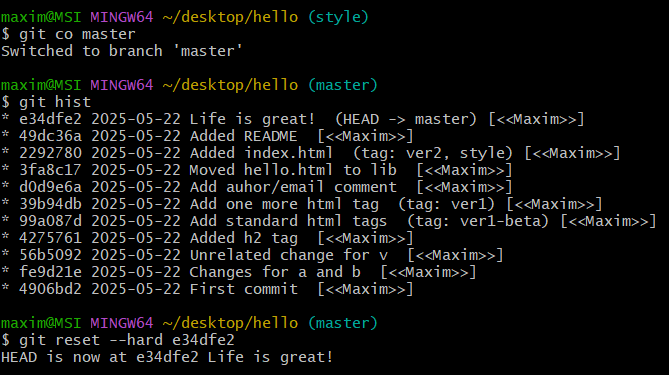 maxim@MSI MINGW64 ~/desktop/hello (style)
$ git co master
Switched to branch 'master'
maxim@MSI MINGW64 ~/desktop/hello (master)
$ git hist
* e34dfe2 2025-05-22 Life is great!  (HEAD -> master) [<<Maxim>>]
* 49dc36a 2025-05-22 Added README  [<<Maxim>>]
* 2292780 2025-05-22 Added index.html  (tag: ver2, style) [<<Maxim>>]
* 3fa8c17 2025-05-22 Moved hello.html to lib  [<<Maxim>>]
* d0d9e6a 2025-05-22 Add auhor/email comment  [<<Maxim>>]
* 39b94db 2025-05-22 Add one more html tag  (tag: ver1) [<<Maxim>>]
* 99a087d 2025-05-22 Add standard html tags  (tag: ver1-beta) [<<Maxim>>]
* 4275761 2025-05-22 Added h2 tag  [<<Maxim>>]
* 56b5092 2025-05-22 Unrelated change for v  [<<Maxim>>]
* fe9d21e 2025-05-22 Changes for a and b  [<<Maxim>>]
* 4906bd2 2025-05-22 First commit  [<<Maxim>>]
maxim@MSI MINGW64 ~/desktop/hello (master)
$ git reset --hard e34dfe2
HEAD is now at e34dfe2 Life is great!